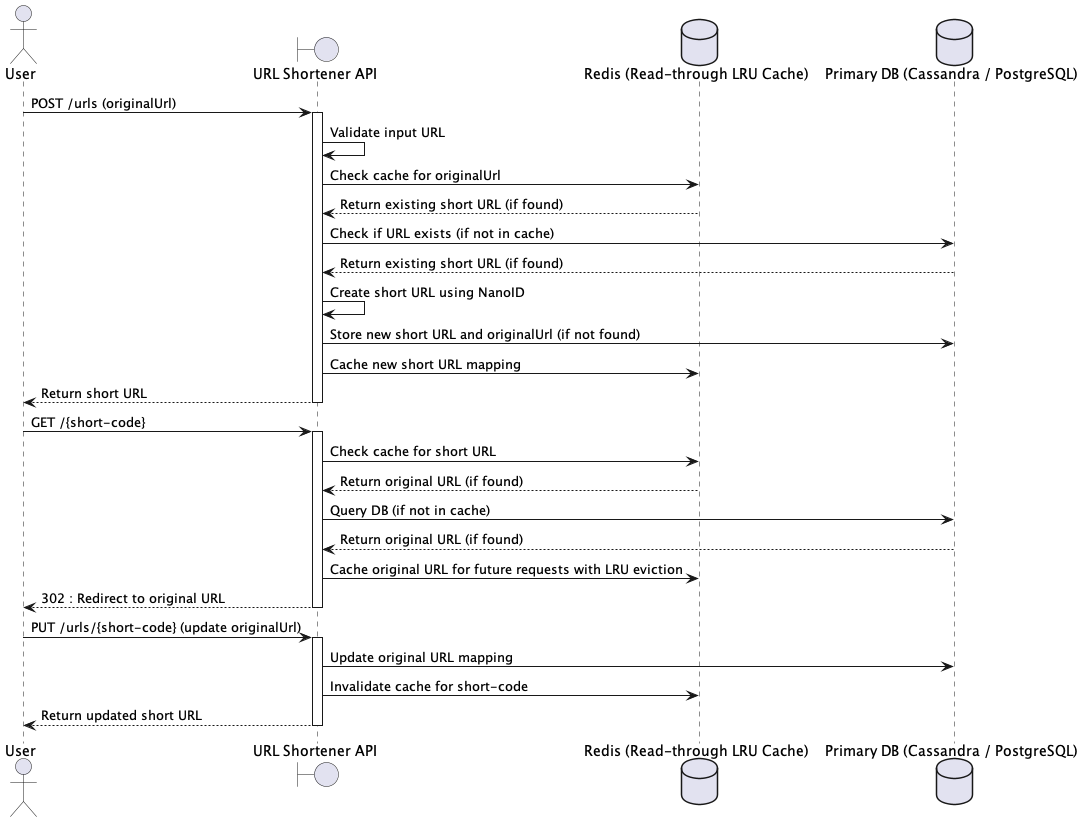 User
URL Shortener API
Redis (Read-through LRU Cache)
Primary DB (Cassandra / PostgreSQL)
POST /urls (originalUrl)
Validate input URL
Check cache for originalUrl
Return existing short URL (if found)
Check if URL exists (if not in cache)
Return existing short URL (if found)
Create short URL using NanoID
Store new short URL and originalUrl (if not found)
Cache new short URL mapping
Return short URL
GET /{short-code}
Check cache for short URL
Return original URL (if found)
Query DB (if not in cache)
Return original URL (if found)
Cache original URL for future requests with LRU eviction
302 : Redirect to original URL
PUT /urls/{short-code} (update originalUrl)
Update original URL mapping
Invalidate cache for short-code
Return updated short URL
User
URL Shortener API
Redis (Read-through LRU Cache)
Primary DB (Cassandra / PostgreSQL)